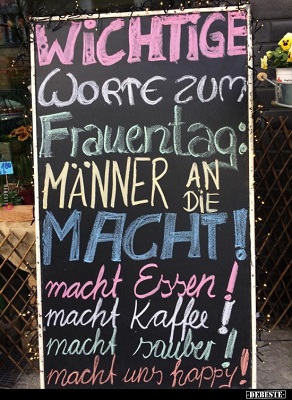 WiCHTiGE
WORTE ZUM
Frauentag:
MÄNNER AN
DIE
MACHT!
macht Essen!
macht Kaffee!
macht sauber!
macht uns happy!
-DEBESTE-